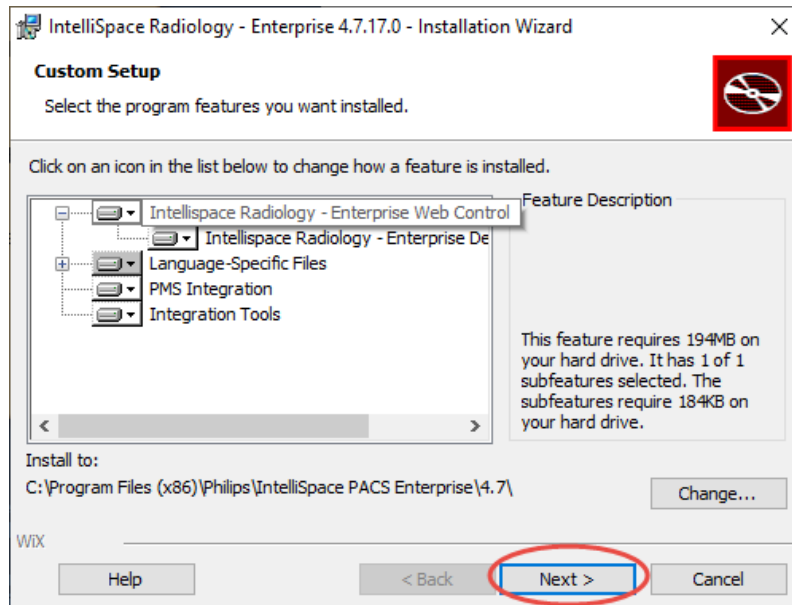 IntelliSpace Radiology - Enterprise 4.7.17.0 - Installation Wizard
Custom Setup
Select the program features you want installed.
Click on an icon in the list below to change how a feature is installed.
Intellispace Radiology - Enterprise Web Control
Intellispace Radiology - Enterprise De
Language-Specific Files
PMS Integration
Integration Tools
Feature Description
This feature requires 194MB on
your hard drive. It has 1 of 1
subfeatures selected. The
subfeatures require 184KB on
your hard drive.
Install to:
C:\Program Files (x86)\Philips\IntelliSpace PACS Enterprise\4.7\
Change...
WiX
Help
< Back
Next >
Cancel